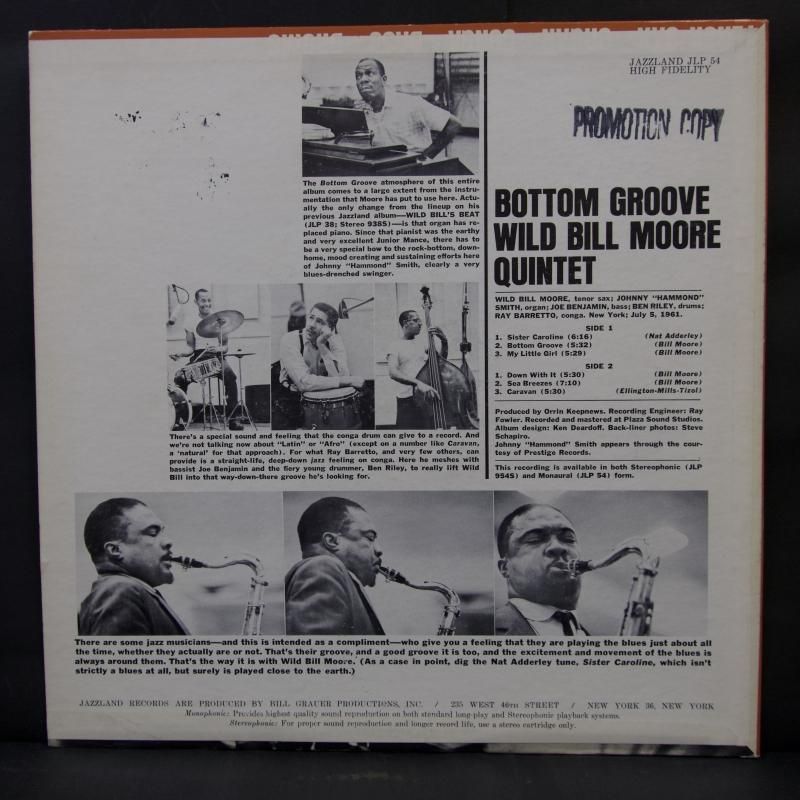 JAZZLAND JLP 54
HIGH FIDELITY
PROMOTION COPY
The Bottom Groove atmosphere of this entire
album comes to a large extent from the instru-
mentation that Moore has put to use here. Actu-
ally the only change from the lineup on his
previous Jazzland album—WILD BILL'S BEAT
(JLP 38; Stereo 938S)—is that organ has re-
placed piano. Since that pianist was the earthy
and very excellent Junior Mance, there has to
be a very special bow to the rock-bottom, down-
home, mood creating and sustaining efforts here
of Johnny "Hammond" Smith, clearly a very
blues-drenched swinger.
BOTTOM GROOVE
WILD BILL MOORE
QUINTET
WILD BILL MOORE, tenor sax; JOHNNY "HAMMOND"
SMITH, organ; JOE BENJAMIN, bass; BEN RILEY, drums;
RAY BARRETTO, conga. New York; July 5, 1961.
SIDE 1
1. Sister Caroline (6:16) (Nat Adderley)
2. Bottom Groove (5:32) (Bill Moore)
3. My Little Girl (5:29) (Bill Moore)
SIDE 2
1. Down With It (5:30) (Bill Moore)
2. Sea Breezes (7:10) (Bill Moore)
3. Caravan (5:30) (Ellington-Mills-Tizol)
Produced by Orrin Keepnews. Recording Engineer: Ray
Fowler. Recorded and mastered at Plaza Sound Studios.
Album design: Ken Deardoff. Back-liner photos: Steve
Schapiro.
Johnny "Hammond" Smith appears through the cour-
tesy of Prestige Records.
This recording is available in both Stereophonic (JLP
954S) and Monaural (JLP 54) form.
There's a special sound and feeling that the conga drum can give to a record. And
we're not talking now about "Latin" or "Afro" (except on a number like Caravan,
a 'natural' for that approach). For what Ray Barretto, and very few others, can
provide is a straight-life, deep-down jazz feeling on conga. Here he meshes with
bassist Joe Benjamin and the fiery young drummer, Ben Riley, to really lift Wild
Bill into that way-down-there groove he's looking for.
There are some jazz musicians—and this is intended as a compliment—who give you a feeling that they are playing the blues just about all
the time, whether they actually are or not. That's their groove, and a good groove it is too, and the excitement and movement of the blues is
always around them. That's the way it is with Wild Bill Moore. (As a case in point, dig the Nat Adderley tune, Sister Caroline, which isn't
strictly a blues at all, but surely is played close to the earth.)
JAZZLAND RECORDS ARE PRODUCED BY BILL GRAUER PRODUCTIONS, INC. / 235 WEST 46TH STREET / NEW YORK 36, NEW YORK
Monophonic: Provides highest quality sound reproduction on both standard long-play and Stereophonic playback systems.
Stereophonic: For proper sound reproduction and longer record life, use a stereo cartridge only.